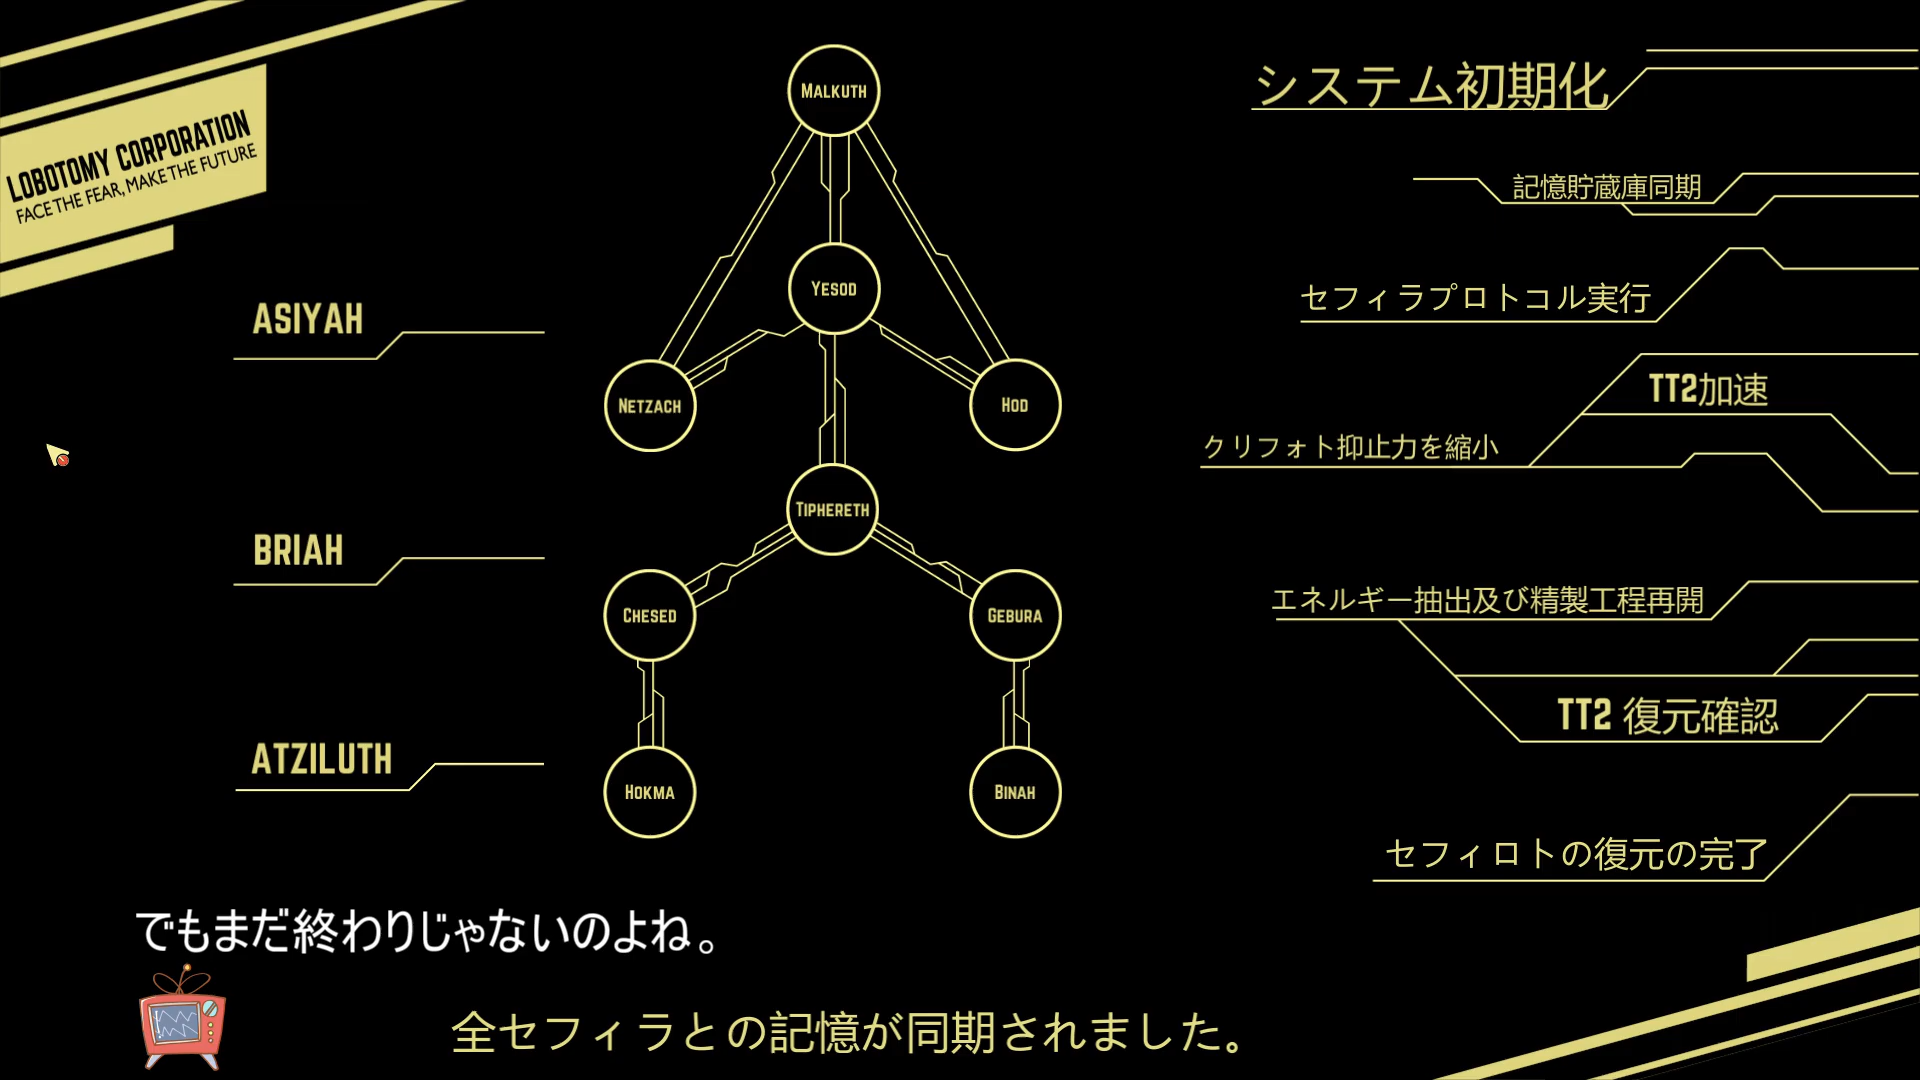 LOBOTOMY CORPORATION
FACE THE FEAR, MAKE THE FUTURE
ASIYAH
BRIAH
ATZILUTH
MALKUTH
YESOD
NETZACH
HOD
TIPHERETH
CHESED
GEBURA
HOKMA
BINAH
システム初期化
記憶貯蔵庫同期
セフィラプロトコル実行
TT2加速
クリフォト抑止力を縮小
エネルギー抽出及び精製工程再開
TT2 復元確認
セフィロトの復元の完了
でもまだ終わりじゃないのよね。
全セフィラとの記憶が同期されました。